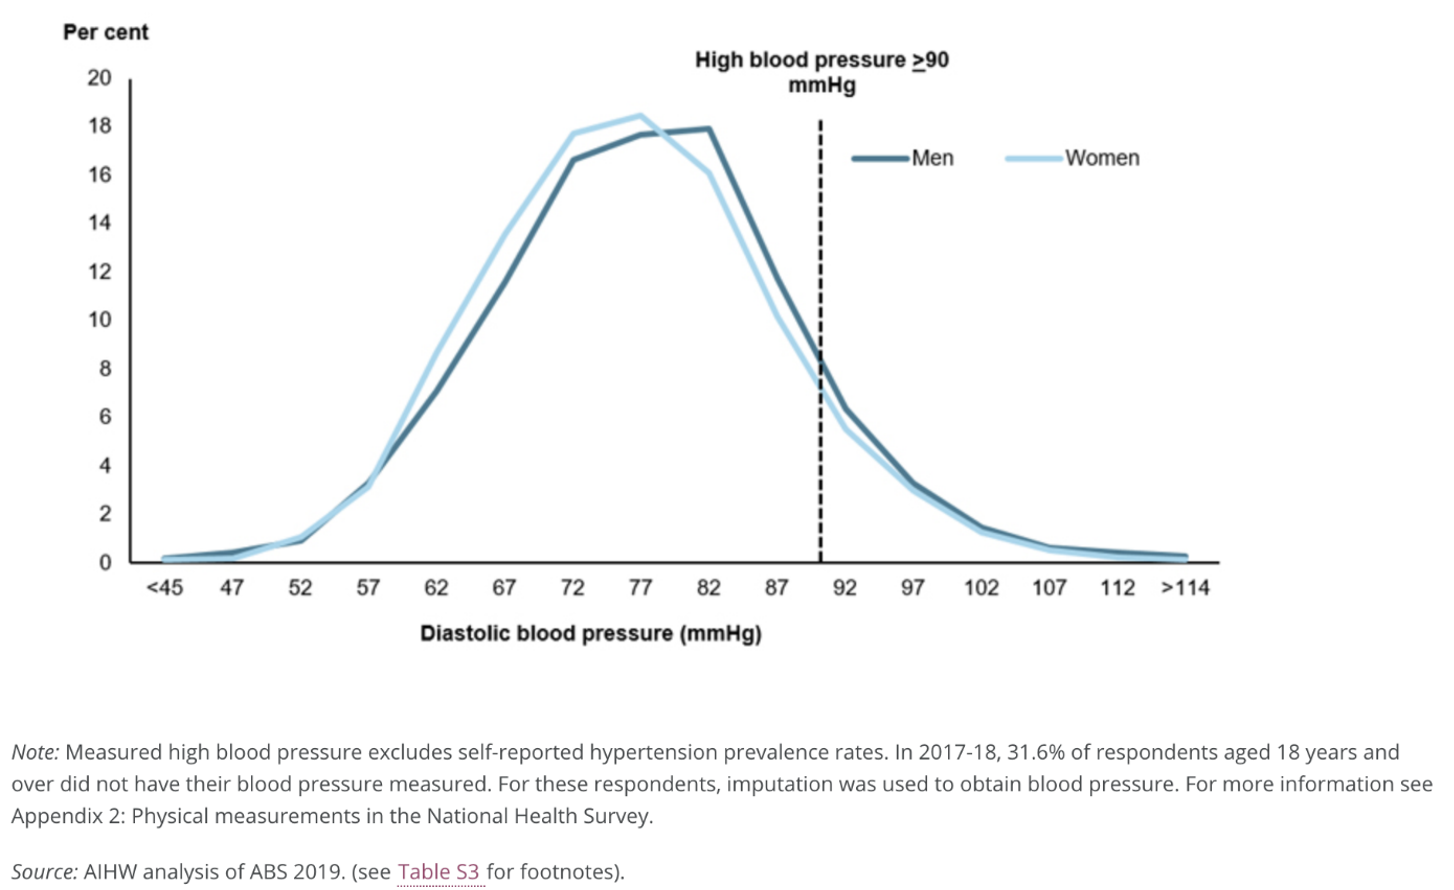 Per cent
High blood pressure ≥90
mmHg
20
18
16
14
12
10
8
6
4
2
0
Men
Women
<45 47 52 57 62 67 72 77 82 87 92 97 102 107 112 >114
Diastolic blood pressure (mmHg)
Note: Measured high blood pressure excludes self-reported hypertension prevalence rates. In 2017-18, 31.6% of respondents aged 18 years and
over did not have their blood pressure measured. For these respondents, imputation was used to obtain blood pressure. For more information see
Appendix 2: Physical measurements in the National Health Survey.
Source: AIHW analysis of ABS 2019. (see Table S3 for footnotes).